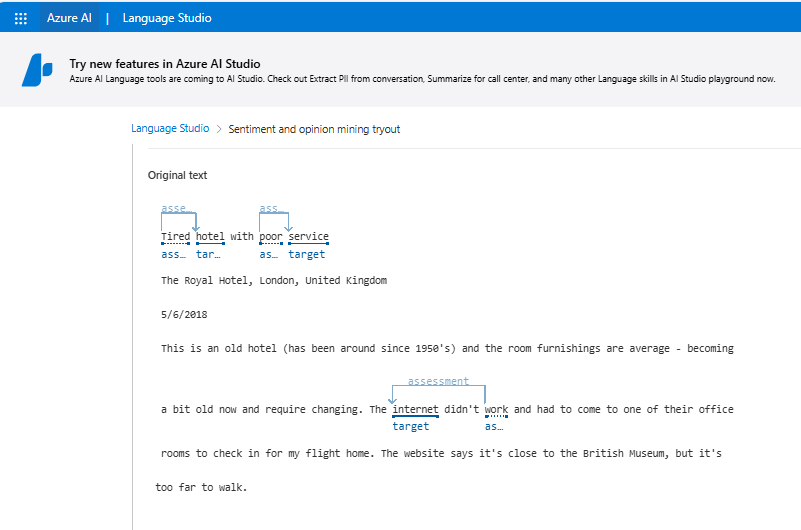 Azure AI | Language Studio
Try new features in Azure AI Studio
Azure AI Language tools are coming to AI Studio. Check out Extract PII from conversation, Summarize for call center, and many other Language skills in AI Studio playground now.
Language Studio > Sentiment and opinion mining tryout
Original text
asse… ass…
Tired hotel with poor service
ass… tar… as… target
The Royal Hotel, London, United Kingdom
5/6/2018
This is an old hotel (has been around since 1950's) and the room furnishings are average - becoming
assessment
a bit old now and require changing. The internet didn't work and had to come to one of their office
target as…
rooms to check in for my flight home. The website says it's close to the British Museum, but it's
too far to walk.